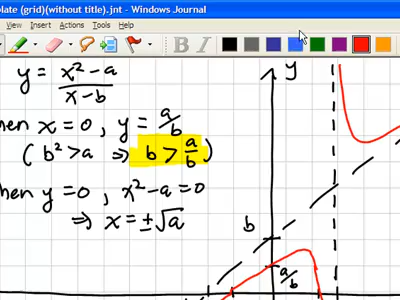 plate (grid)(without title).jnt - Windows Journal
View Insert Actions Tools Help
B
y = x² - a / x - b
hen x = 0, y = a/b
(b² > a ⇒ b > a/b)
hen y = 0, x² - a = 0
⇒ x = ±√a
y
b
a/b